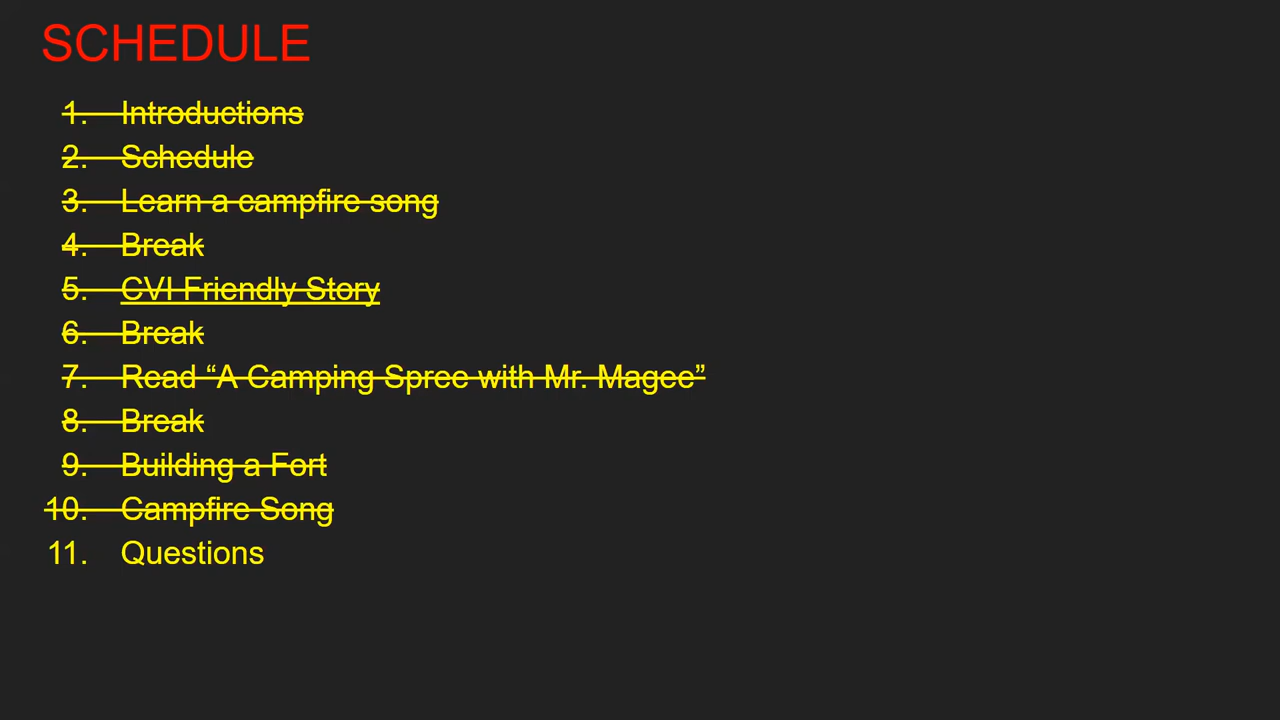 SCHEDULE
1. Introductions
2. Schedule
3. Learn a campfire song
4. Break
5. CVI Friendly Story
6. Break
7. Read “A Camping Spree with Mr. Magee”
8. Break
9. Building a Fort
10. Campfire Song
11. Questions